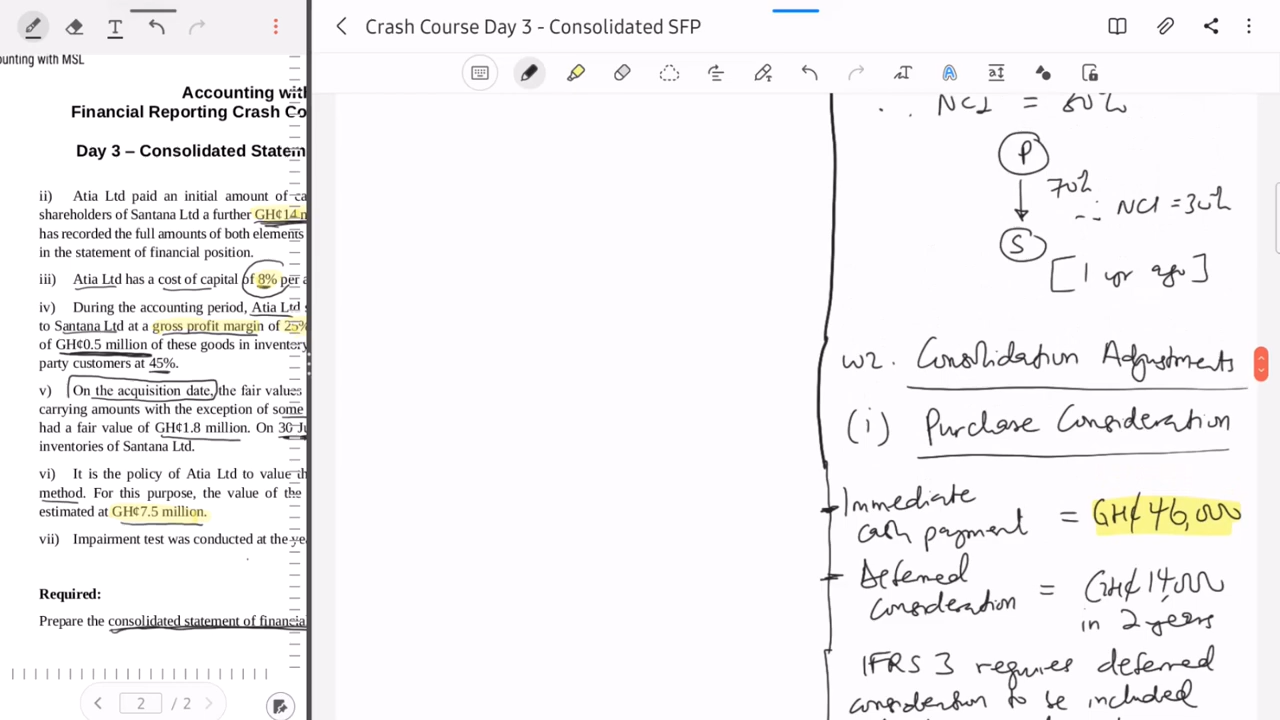 ounting with MSL
Accounting with
Financial Reporting Crash Co
Day 3 – Consolidated Statem
ii) Atia Ltd paid an initial amount of ca
shareholders of Santana Ltd a further GH¢14 m
has recorded the full amounts of both elements
in the statement of financial position.
iii) Atia Ltd has a cost of capital of 8% per a
iv) During the accounting period, Atia Ltd s
to Santana Ltd at a gross profit margin of 25%
of GH¢0.5 million of these goods in inventory
party customers at 45%.
v) On the acquisition date, the fair values
carrying amounts with the exception of some
had a fair value of GH¢1.8 million. On 30 Ju
inventories of Santana Ltd.
vi) It is the policy of Atia Ltd to value th
method. For this purpose, the value of the
estimated at GH¢7.5 million.
vii) Impairment test was conducted at the ye
Required:
Prepare the consolidated statement of financia
2 / 2
Crash Course Day 3 - Consolidated SFP
∴ NCI =
P
70%
∴ NCI = 30%
S
[1 yr ago]
W2. Consolidation Adjustments
(i) Purchase Consideration
- Immediate
cash payment = GH¢46,000
- Deferred
consideration = GH¢14,000
in 2 years
IFRS 3 requires deferred
consideration to be included